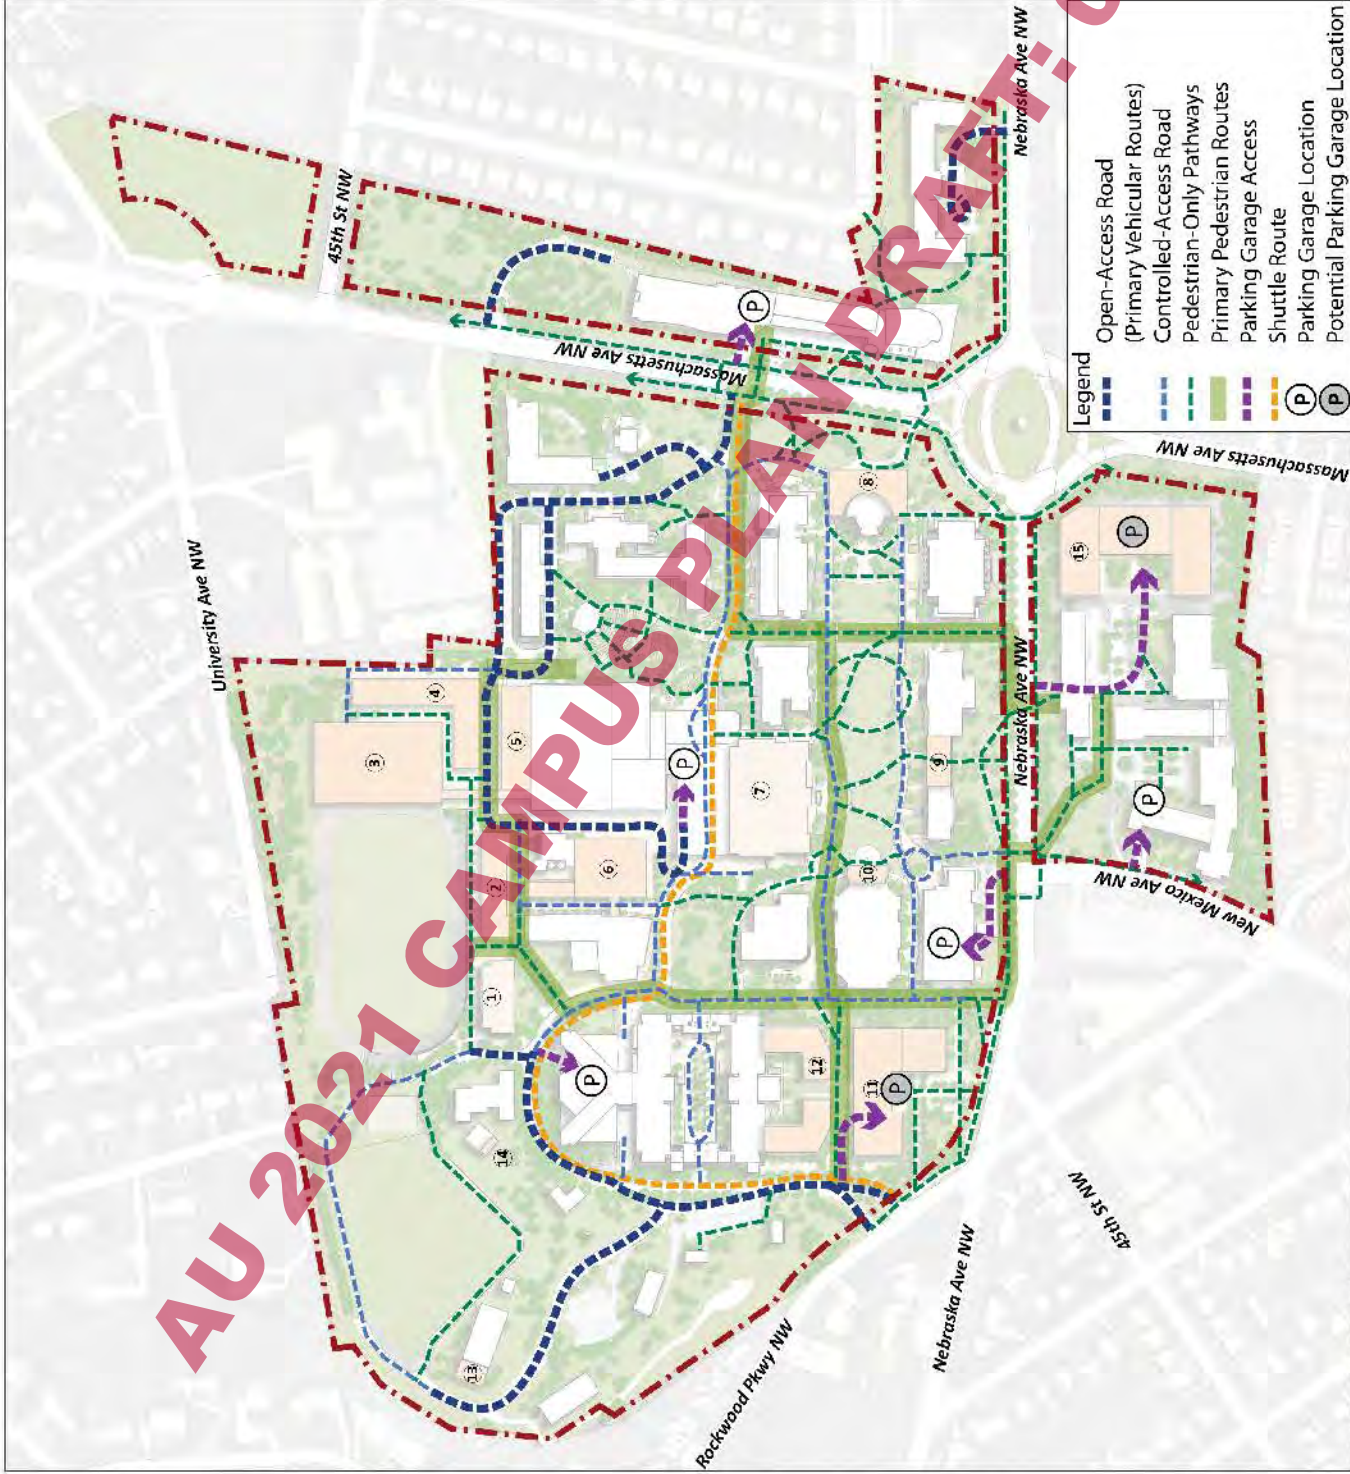 University Ave NW
45th St NW
Massachusetts Ave NW
Nebraska Ave NW
Massachusetts Ave NW
Nebraska Ave NW
New Mexico Ave NW
Rockwood Pkwy NW
Nebraska Ave NW
45th St NW
1
2
3
4
5
6
7
8
9
10
11
12
13
14
15
P
P
P
P
P
P
P
Legend
Open-Access Road
(Primary Vehicular Routes)
Controlled-Access Road
Pedestrian-Only Pathways
Primary Pedestrian Routes
Parking Garage Access
Shuttle Route
P Parking Garage Location
P Potential Parking Garage Location
AU 2021 CAMPUS PLAN DRAFT: